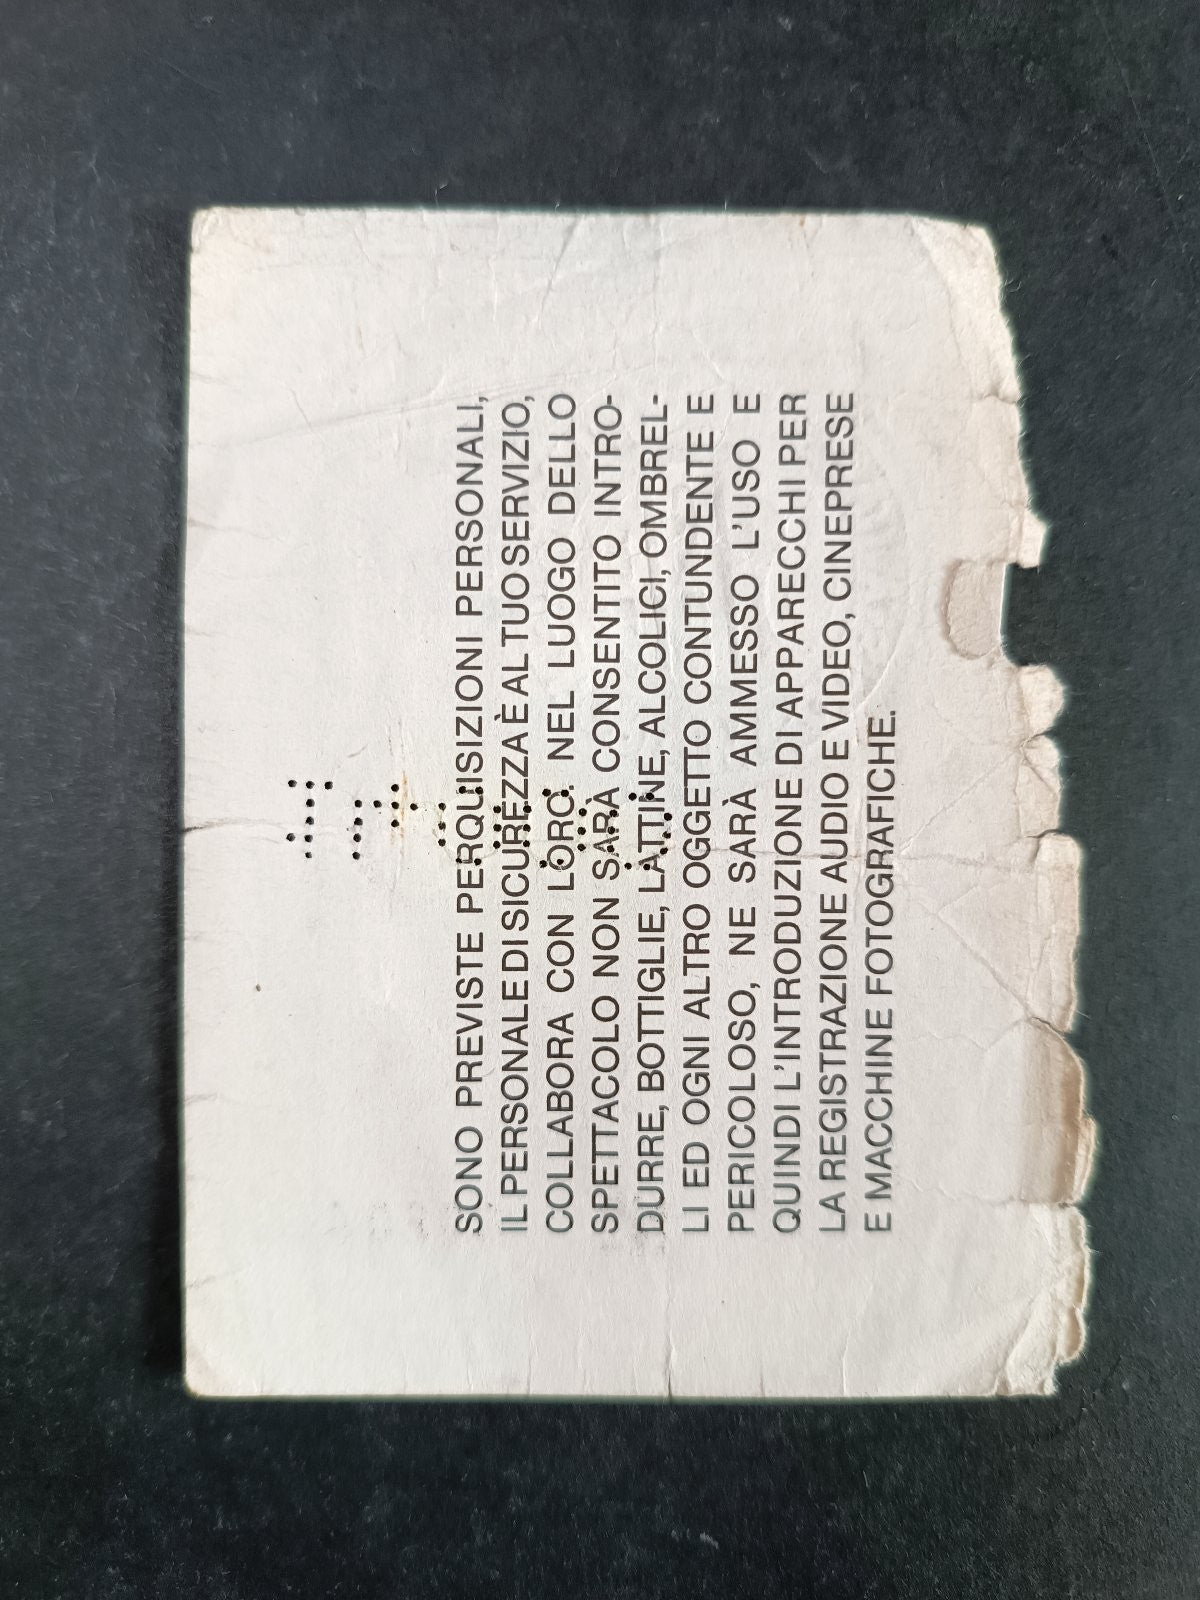 SONO PREVISTE PERQUISIZIONI PERSONALI,
IL PERSONALE DI SICUREZZA È AL TUO SERVIZIO,
COLLABORA CON LORO. NEL LUOGO DELLO
SPETTACOLO NON SARÀ CONSENTITO INTRO-
DURRE, BOTTIGLIE, LATTINE, ALCOLICI, OMBREL-
LI ED OGNI ALTRO OGGETTO CONTUNDENTE E
PERICOLOSO, NE SARÀ AMMESSO L'USO E
QUINDI L'INTRODUZIONE DI APPARECCHI PER
LA REGISTRAZIONE AUDIO E VIDEO, CINEPRESE
E MACCHINE FOTOGRAFICHE.